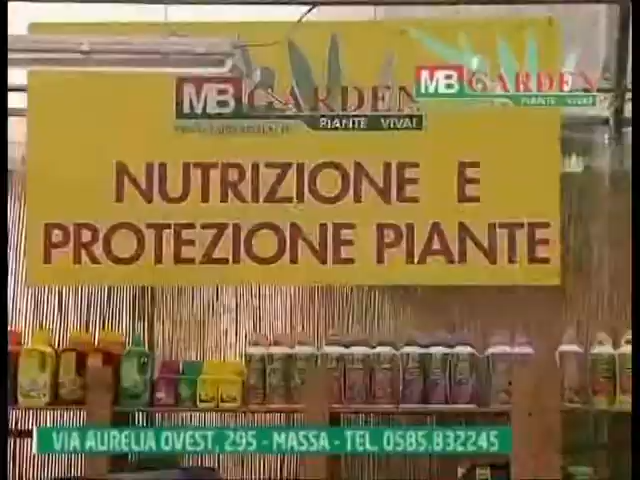 MB GARDEN
PIANTE VIVAI
MB GARDEN
PIANTE VIVAI
NUTRIZIONE E
PROTEZIONE PIANTE
VIA AURELIA OVEST, 295 - MASSA - TEL. 0585.832245